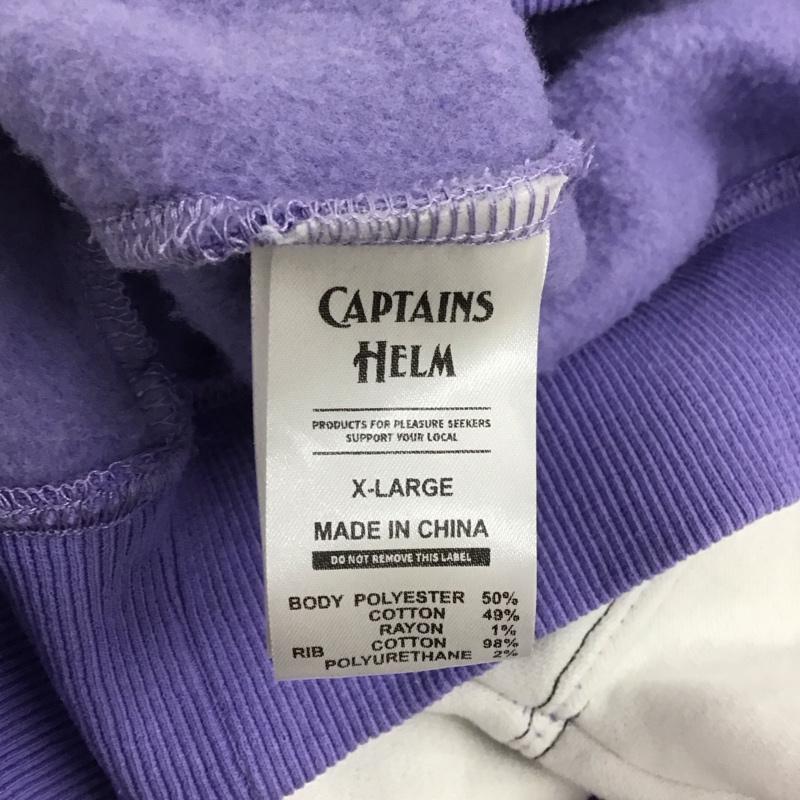 CAPTAINS
HELM
PRODUCTS FOR PLEASURE SEEKERS
SUPPORT YOUR LOCAL
X-LARGE
MADE IN CHINA
DO NOT REMOVE THIS LABEL
BODY POLYESTER 50%
COTTON 49%
RAYON 1%
RIB COTTON 98%
POLYURETHANE 2%